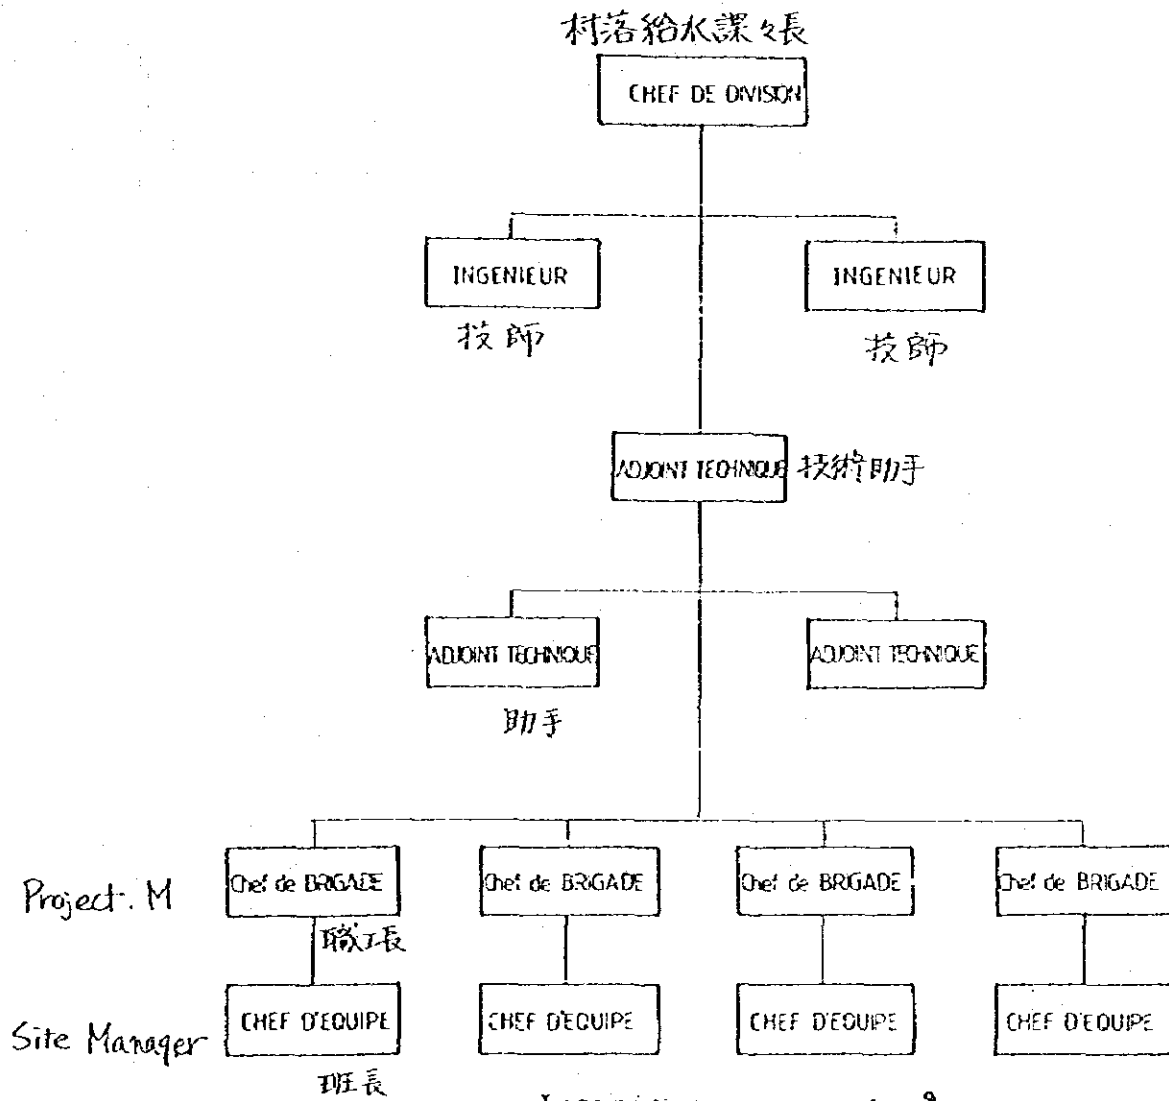 村落給水課々長
CHEF DE DIVISION
INGENIEUR
INGENIEUR
技師
技師
ADJOINT TECHNIQUE 技術助手
ADJOINT TECHNIQUE
ADJOINT TECHNIQUE
助手
Project. M
Chef de BRIGADE
Chef de BRIGADE
Chef de BRIGADE
Chef de BRIGADE
職工長
Site Manager
CHEF D'EQUIPE
CHEF D'EQUIPE
CHEF D'EQUIPE
CHEF D'EQUIPE
班長